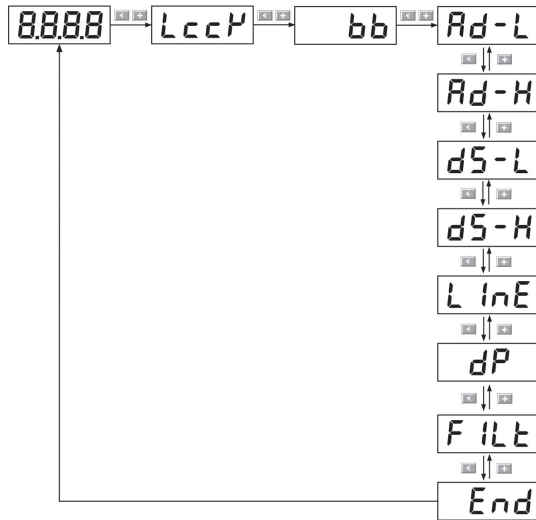 8.8.8.8 LccY bb Ad-L
Ad-H
dS-L
dS-H
LInE
dP
FILt
End